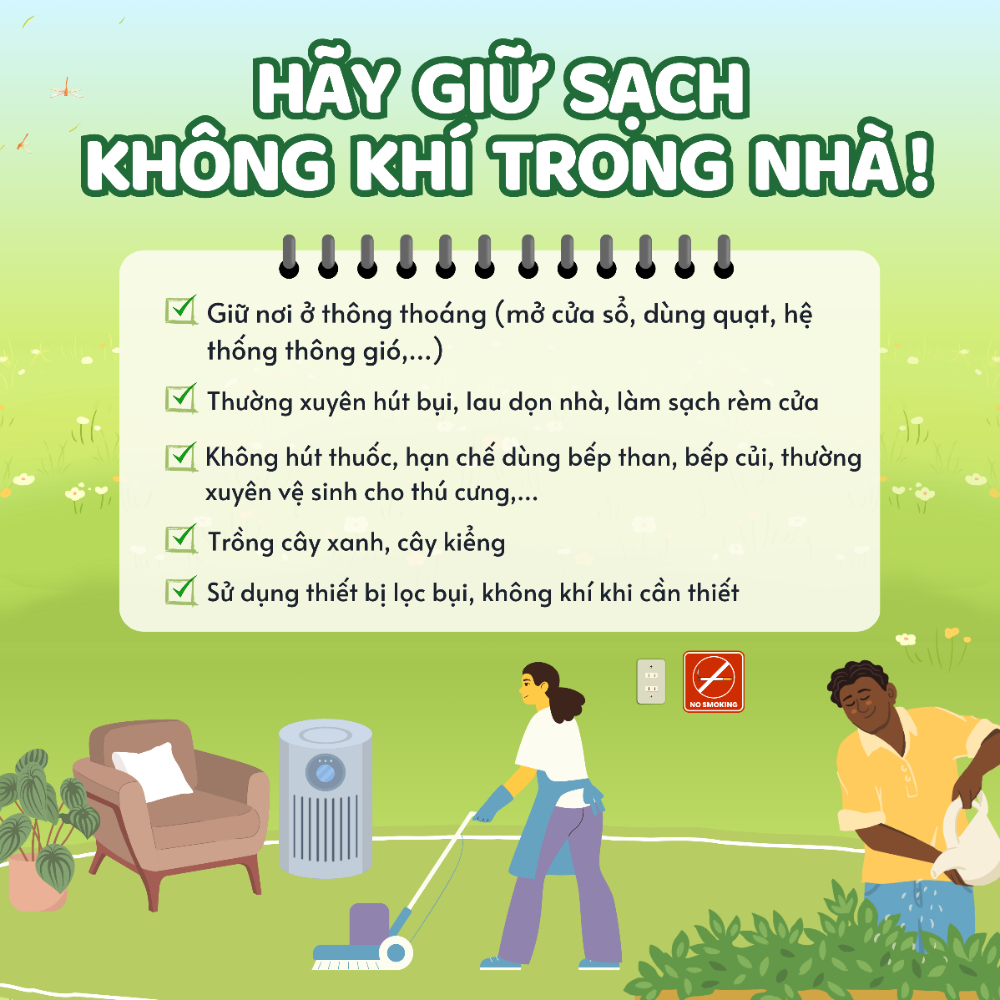 HÃY GIỮ SẠCH
KHÔNG KHÍ TRONG NHÀ!
Giữ nơi ở thông thoáng (mở cửa sổ, dùng quạt, hệ
thống thông gió,...)
Thường xuyên hút bụi, lau dọn nhà, làm sạch rèm cửa
Không hút thuốc, hạn chế dùng bếp than, bếp củi, thường
xuyên vệ sinh cho thú cưng,...
Trồng cây xanh, cây kiểng
Sử dụng thiết bị lọc bụi, không khí khi cần thiết
NO SMOKING